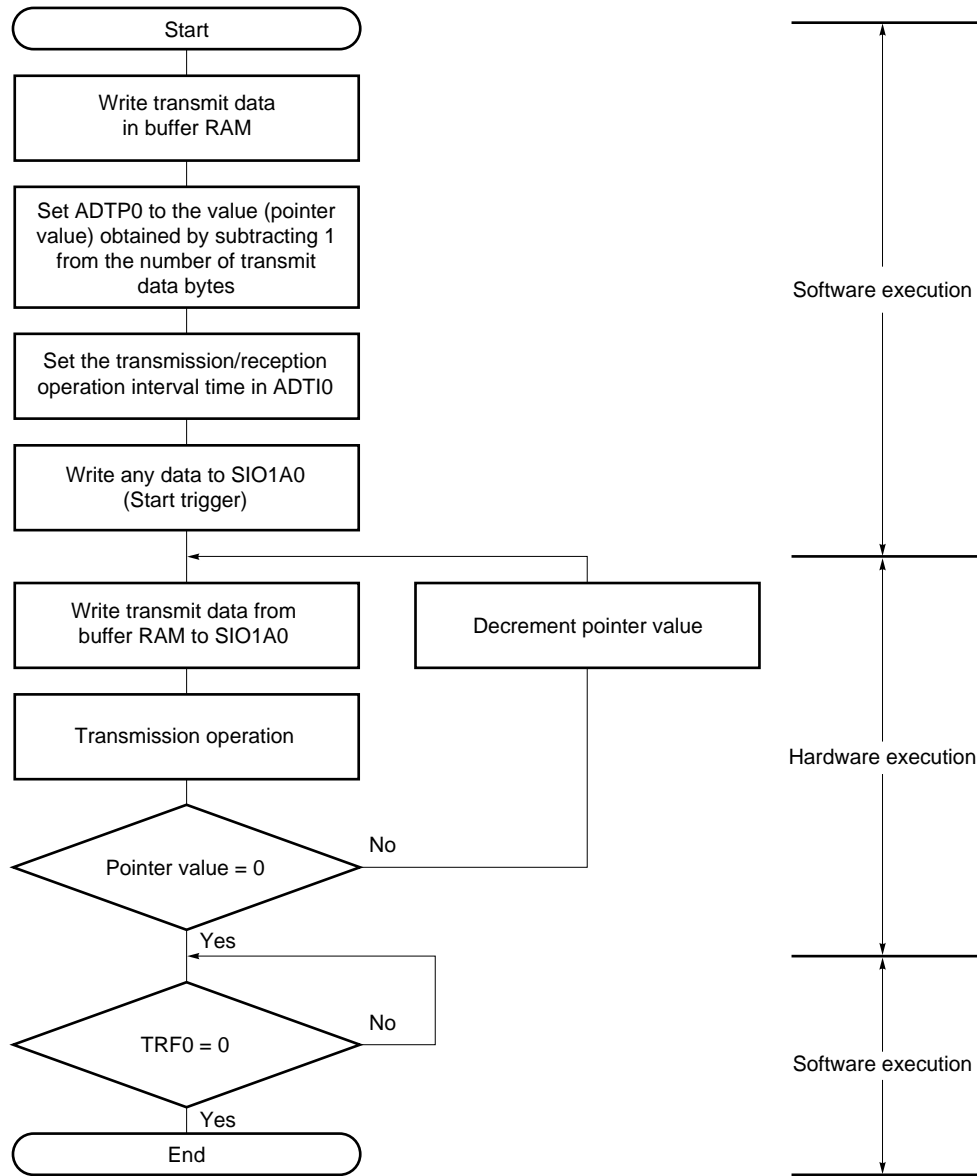 Start
Write transmit data
in buffer RAM
Set ADTP0 to the value (pointer
value) obtained by subtracting 1
from the number of transmit
data bytes
Software execution
Set the transmission/reception
operation interval time in ADTI0
Write any data to SIO1A0
(Start trigger)
Write transmit data from
buffer RAM to SIO1A0
Decrement pointer value
Transmission operation
Hardware execution
Pointer value = 0
No
Yes
TRF0 = 0
No
Software execution
Yes
End